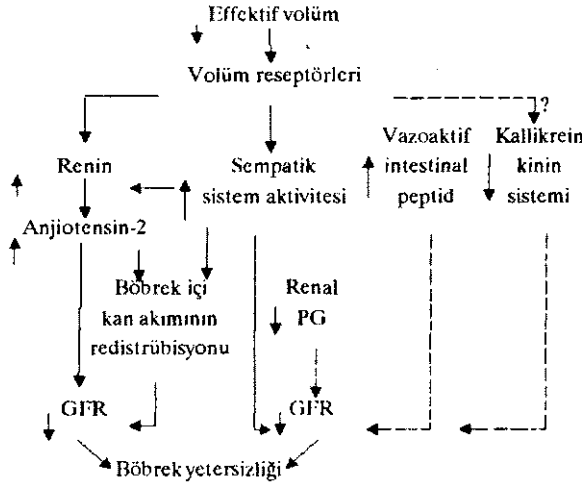 Effektif volüm
Volüm reseptörleri
?
Renin
Sempatik
sistem aktivitesi
Vazoaktif
intestinal
peptid
Kallikrein
kinin
sistemi
Anjiotensin-2
Böbrek içi
kan akımının
redistrübisyonu
Renal
PG
GFR
GFR
Böbrek yetersizliği